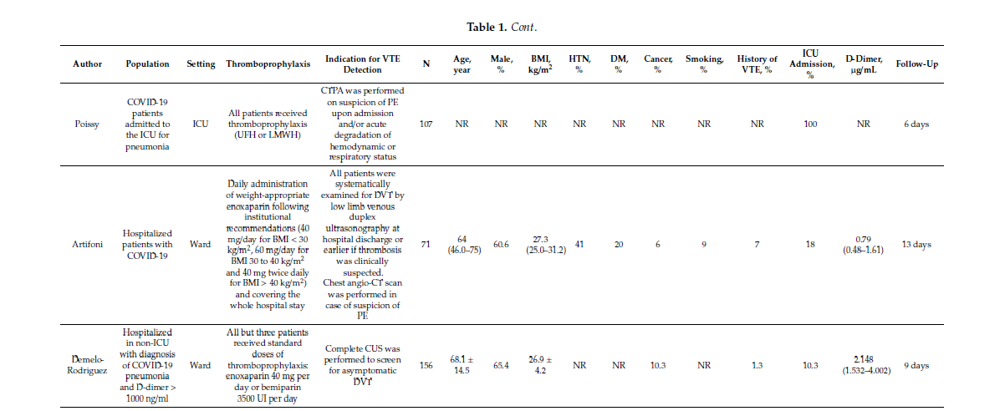 Table 1. Cont.
Author Population Setting Thromboprophylaxis Indication for VTE Detection N Age, year Male, % BMI, kg/m² HTN, % DM, % Cancer, % Smoking, % History of VTE, % ICU Admission, % D-Dimer, µg/mL Follow-Up
Poissy
COVID-19
patients
admitted to
the ICU for
pneumonia
ICU
All patients received
thromboprophylaxis
(UFH or LMWH)
CTPA was performed
on suspicion of PE
upon admission
and/or acute
degradation of
hemodynamic or
respiratory status
107 NR NR NR NR NR NR NR NR 100 NR 6 days
Artifoni
Hospitalized
patients with
COVID-19
Ward
Daily administration
of weight-appropriate
enoxaparin following
institutional
recommendations (40
mg/day for BMI < 30
kg/m², 60 mg/day for
BMI 30 to 40 kg/m²
and 40 mg twice daily
for BMI > 40 kg/m²)
and covering the
whole hospital stay
All patients were
systematically
examined for DVT by
low limb venous
duplex
ultrasonography at
hospital discharge or
earlier if thrombosis
was clinically
suspected.
Chest angio-CT scan
was performed in
case of suspicion of
PE
71
64
(46.0–75)
60.6
27.3
(25.0–31.2)
41 20 6 9 7 18
0.79
(0.48–1.61)
13 days
Demelo-
Rodriguez
Hospitalized
in non-ICU
with diagnosis
of COVID-19
pneumonia
and D-dimer >
1000 ng/ml
Ward
All but three patients
received standard
doses of
thromboprophylaxis:
enoxaparin 40 mg per
day or bemiparin
3500 UI per day
Complete CUS was
performed to screen
for asymptomatic
DVT
156
68.1 ±
14.5
65.4
26.9 ±
4.2
NR NR 10.3 NR 1.3 10.3
2.148
(1.532–4.002)
9 days